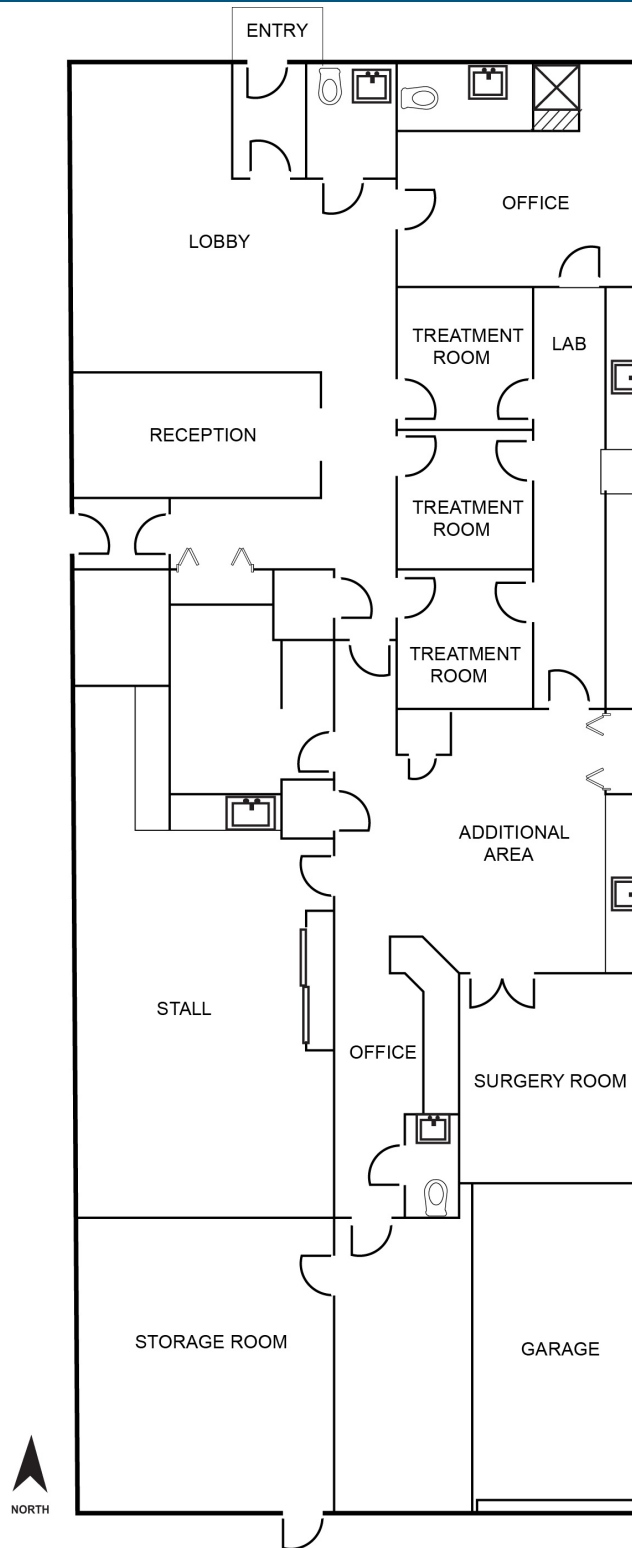 ENTRY
OFFICE
LOBBY
TREATMENT
ROOM
LAB
RECEPTION
TREATMENT
ROOM
TREATMENT
ROOM
ADDITIONAL
AREA
STALL
OFFICE
SURGERY ROOM
STORAGE ROOM
GARAGE
NORTH